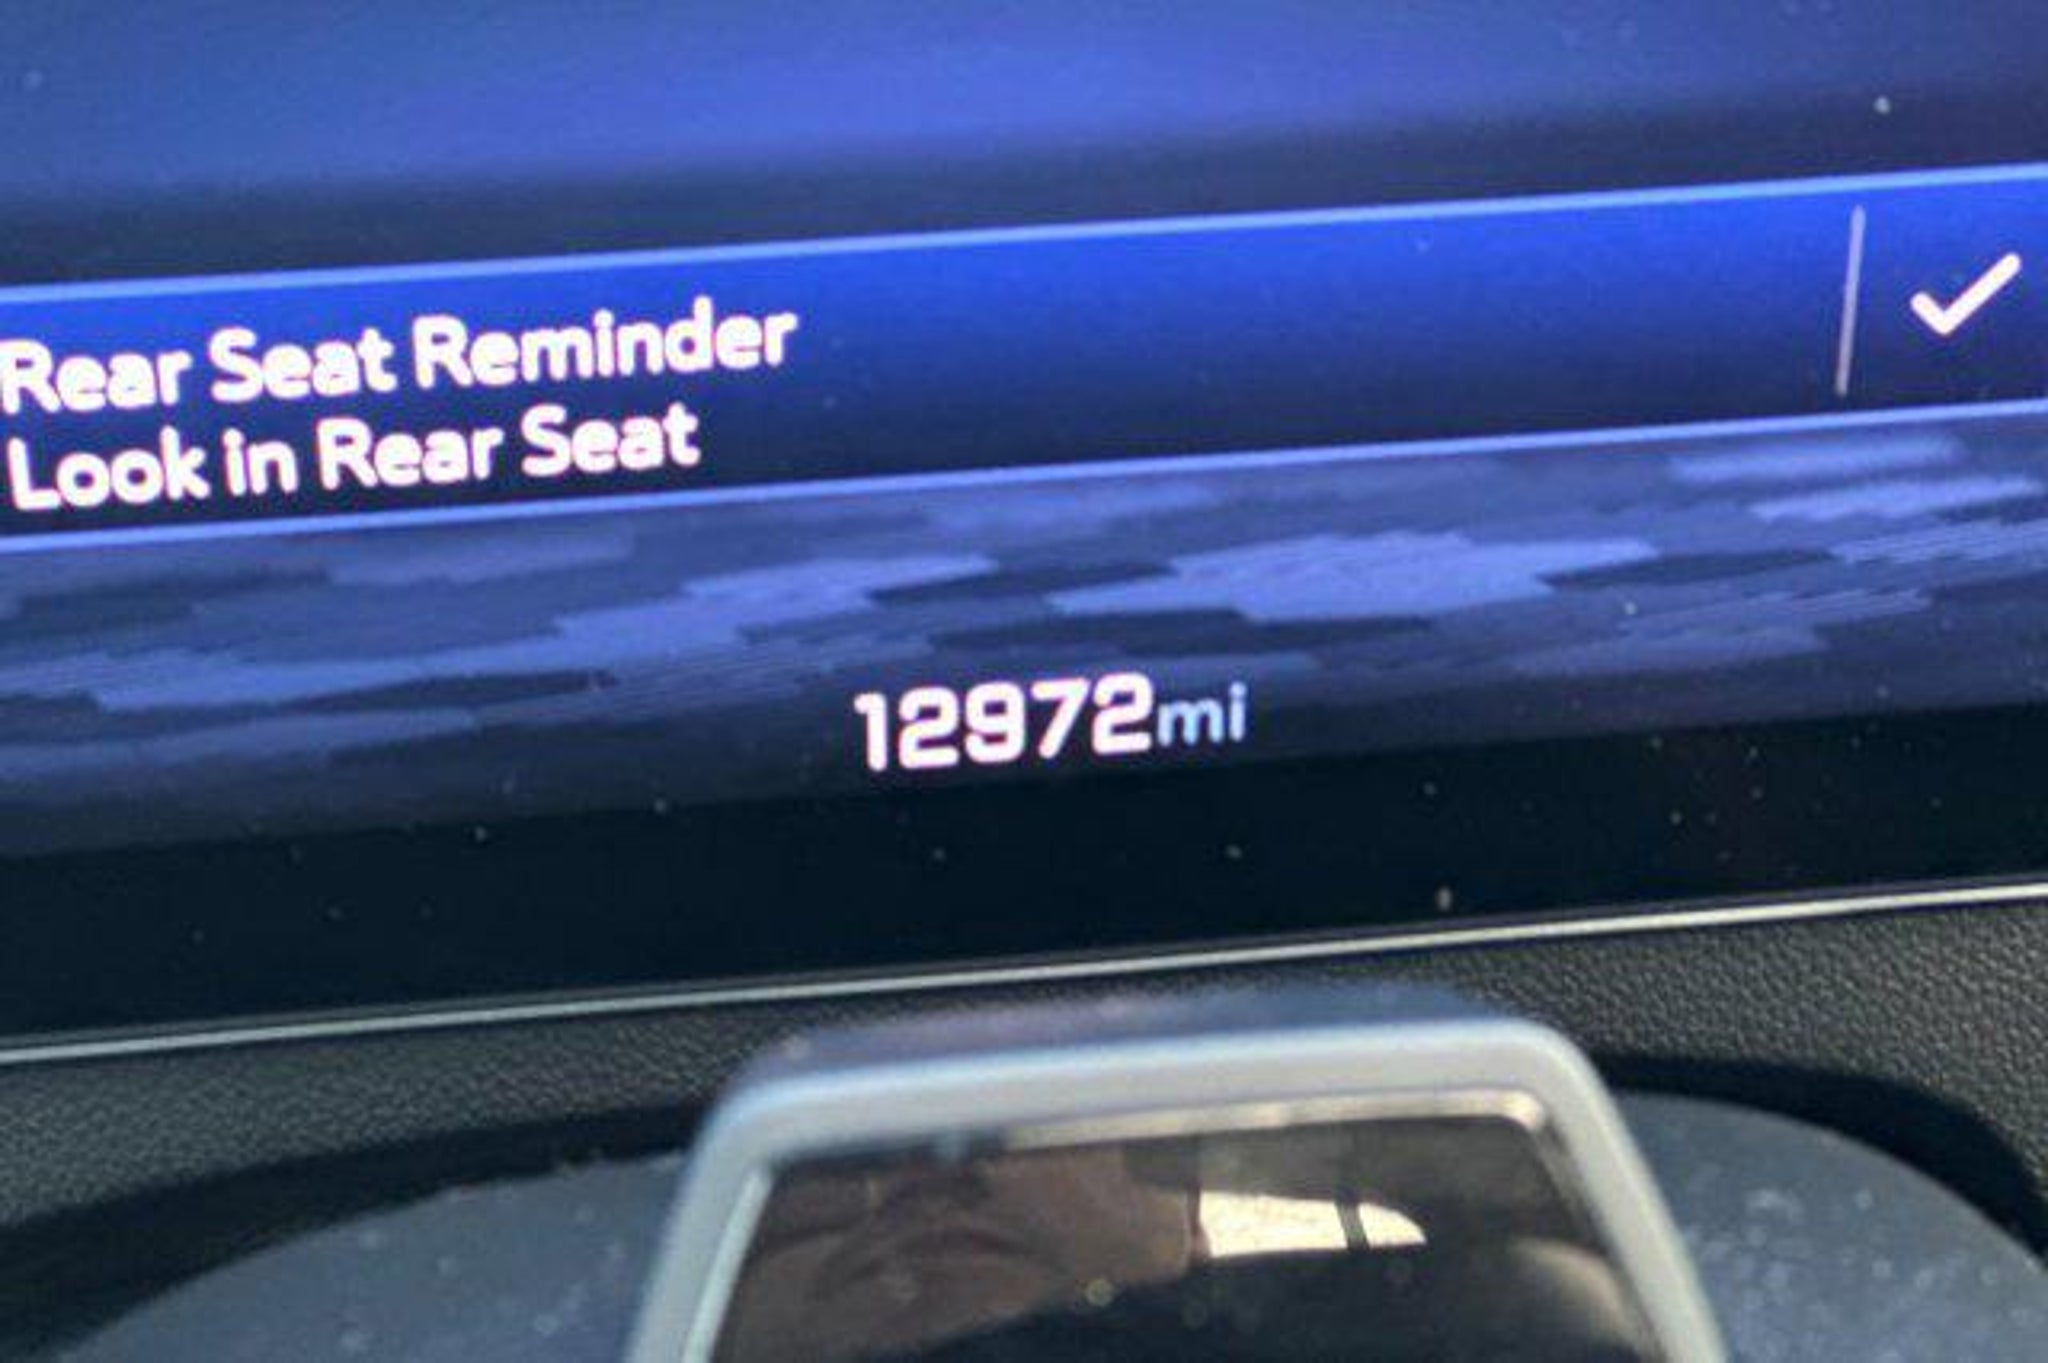 Rear Seat Reminder
Look in Rear Seat
12972mi